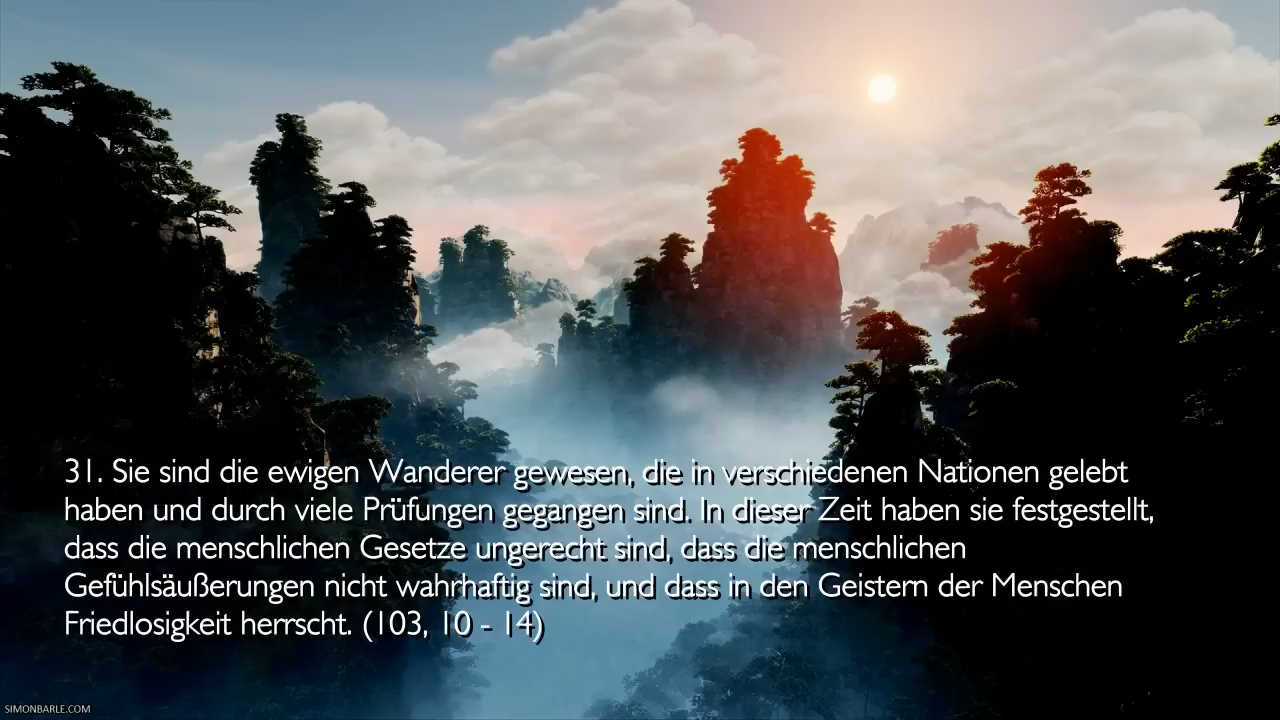 31. Sie sind die ewigen Wanderer gewesen, die in verschiedenen Nationen gelebt
haben und durch viele Prüfungen gegangen sind. In dieser Zeit haben sie festgestellt,
dass die menschlichen Gesetze ungerecht sind, dass die menschlichen
Gefühlsäußerungen nicht wahrhaftig sind, und dass in den Geistern der Menschen
Friedlosigkeit herrscht. (103, 10 - 14)
SIMONBARLE.COM